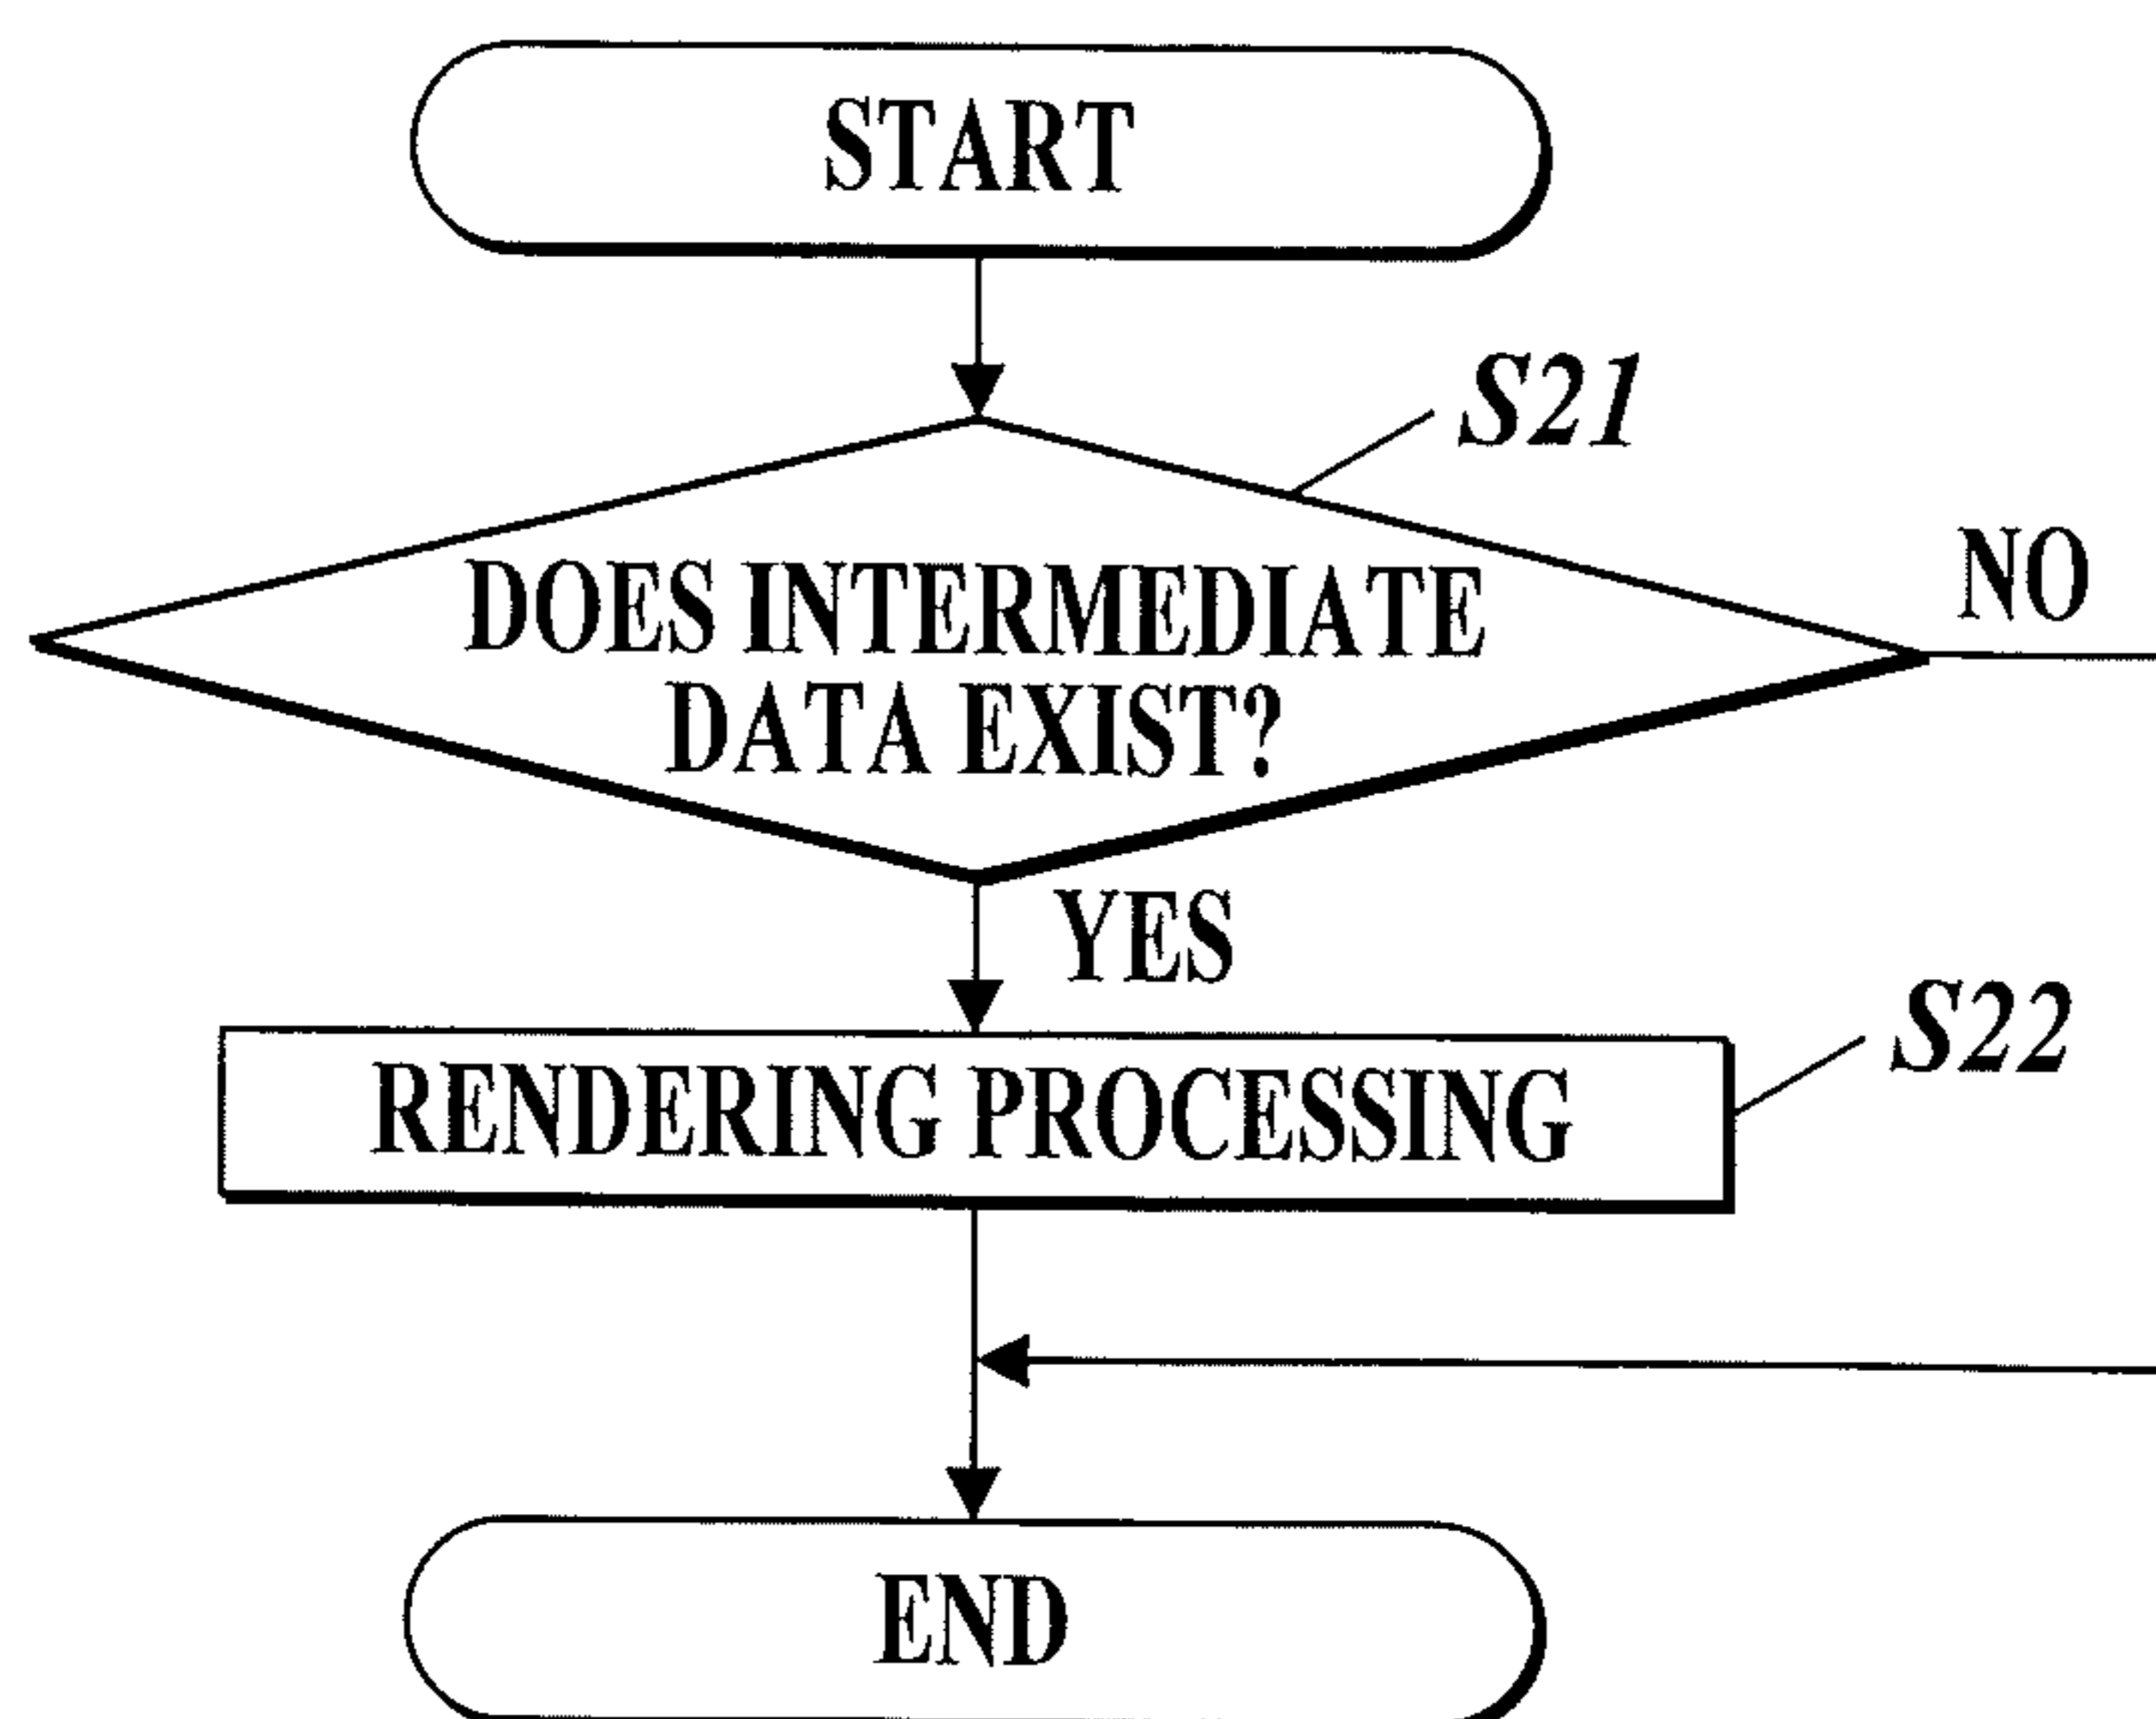 START
S21
DOES INTERMEDIATE
DATA EXIST?
NO
YES
RENDERING PROCESSING
S22
END